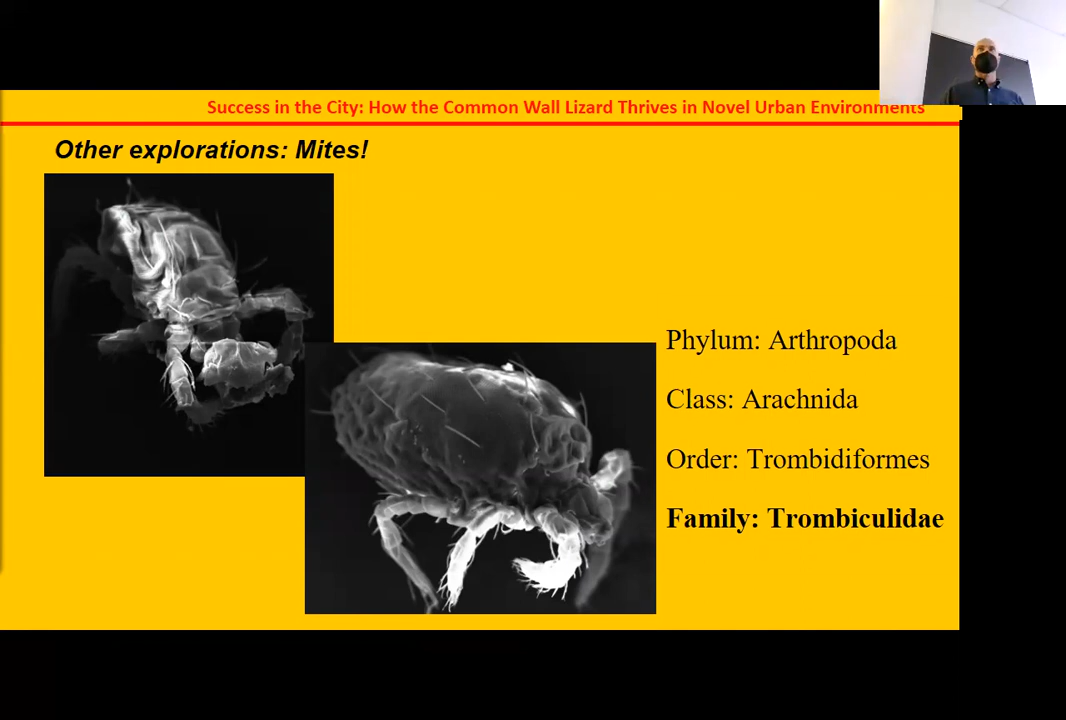 Success in the City: How the Common Wall Lizard Thrives in Novel Urban Environments
Other explorations: Mites!
Phylum: Arthropoda
Class: Arachnida
Order: Trombidiformes
Family: Trombiculidae